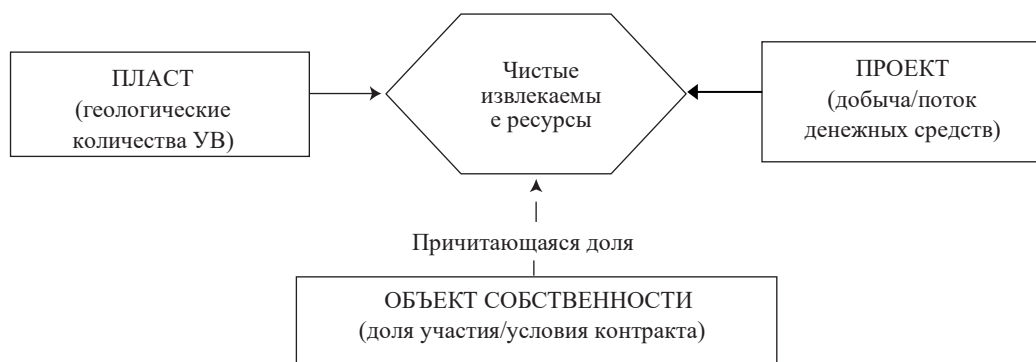 ПЛАСТ
(геологические
количества УВ)
Чистые
извлекаемы
е ресурсы
ПРОЕКТ
(добыча/поток
денежных средств)
Причитающаяся доля
ОБЪЕКТ СОБСТВЕННОСТИ
(доля участия/условия контракта)